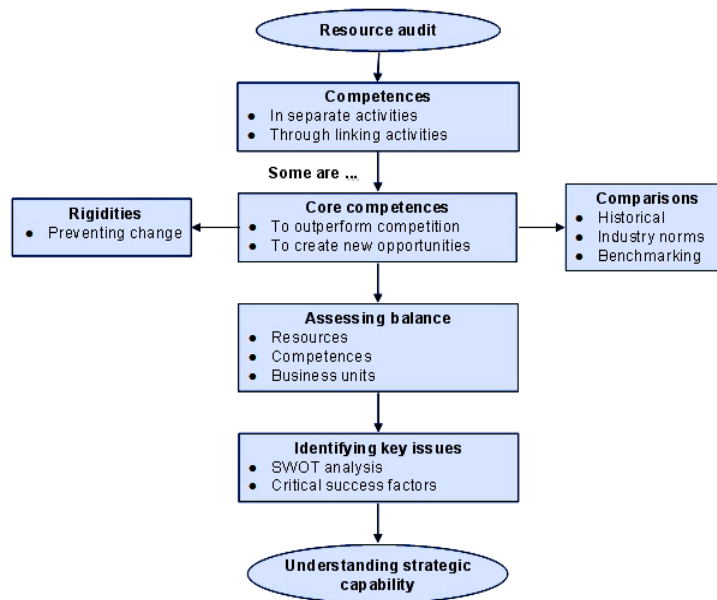 Resource audit
Competences
● In separate activities
● Through linking activities
Some are ...
Rigidities
● Preventing change
Core competences
● To outperform competition
● To create new opportunities
Comparisons
● Historical
● Industry norms
● Benchmarking
Assessing balance
● Resources
● Competences
● Business units
Identifying key issues
● SWOT analysis
● Critical success factors
Understanding strategic
capability